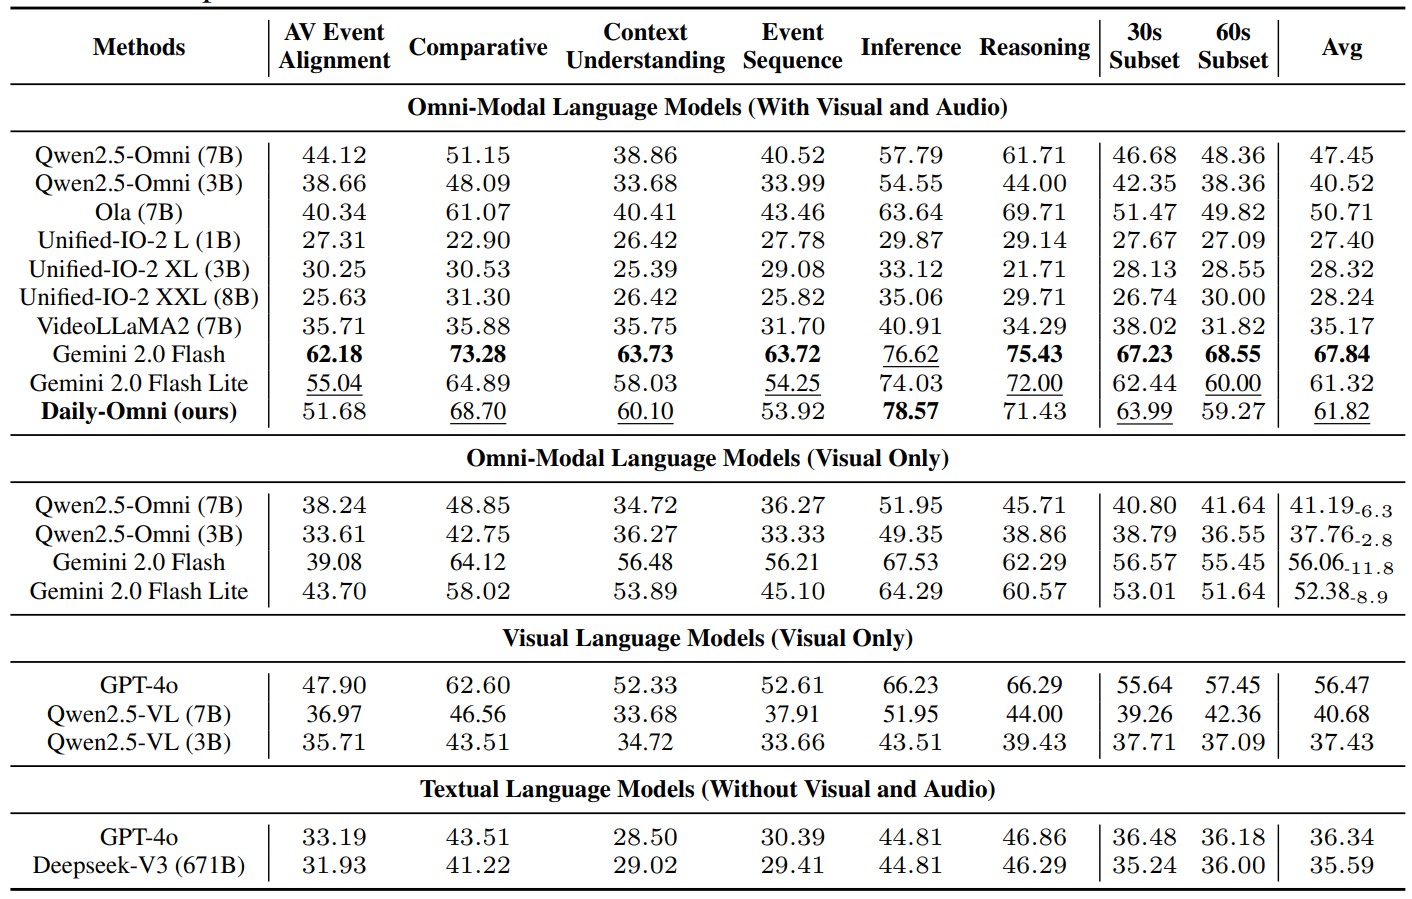 Methods AV Event Alignment Comparative Context Understanding Event Sequence Inference Reasoning 30s Subset 60s Subset Avg
Omni-Modal Language Models (With Visual and Audio)
Qwen2.5-Omni (7B) 44.12 51.15 38.86 40.52 57.79 61.71 46.68 48.36 47.45
Qwen2.5-Omni (3B) 38.66 48.09 33.68 33.99 54.55 44.00 42.35 38.36 40.52
Ola (7B) 40.34 61.07 40.41 43.46 63.64 69.71 51.47 49.82 50.71
Unified-IO-2 L (1B) 27.31 22.90 26.42 27.78 29.87 29.14 27.67 27.09 27.40
Unified-IO-2 XL (3B) 30.25 30.53 25.39 29.08 33.12 21.71 28.13 28.55 28.32
Unified-IO-2 XXL (8B) 25.63 31.30 26.42 25.82 35.06 29.71 26.74 30.00 28.24
VideoLLaMA2 (7B) 35.71 35.88 35.75 31.70 40.91 34.29 38.02 31.82 35.17
Gemini 2.0 Flash 62.18 73.28 63.73 63.72 76.62 75.43 67.23 68.55 67.84
Gemini 2.0 Flash Lite 55.04 64.89 58.03 54.25 74.03 72.00 62.44 60.00 61.32
Daily-Omni (ours) 51.68 68.70 60.10 53.92 78.57 71.43 63.99 59.27 61.82
Omni-Modal Language Models (Visual Only)
Qwen2.5-Omni (7B) 38.24 48.85 34.72 36.27 51.95 45.71 40.80 41.64 41.19-6.3
Qwen2.5-Omni (3B) 33.61 42.75 36.27 33.33 49.35 38.86 38.79 36.55 37.76-2.8
Gemini 2.0 Flash 39.08 64.12 56.48 56.21 67.53 62.29 56.57 55.45 56.06-11.8
Gemini 2.0 Flash Lite 43.70 58.02 53.89 45.10 64.29 60.57 53.01 51.64 52.38-8.9
Visual Language Models (Visual Only)
GPT-4o 47.90 62.60 52.33 52.61 66.23 66.29 55.64 57.45 56.47
Qwen2.5-VL (7B) 36.97 46.56 33.68 37.91 51.95 44.00 39.26 42.36 40.68
Qwen2.5-VL (3B) 35.71 43.51 34.72 33.66 43.51 39.43 37.71 37.09 37.43
Textual Language Models (Without Visual and Audio)
GPT-4o 33.19 43.51 28.50 30.39 44.81 46.86 36.48 36.18 36.34
Deepseek-V3 (671B) 31.93 41.22 29.02 29.41 44.81 46.29 35.24 36.00 35.59